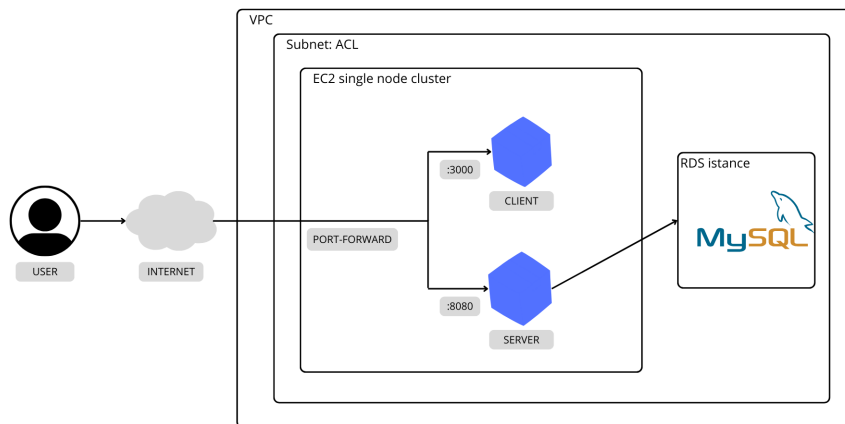 VPC
Subnet: ACL
EC2 single node cluster
:3000
CLIENT
RDS istance
MySQL
PORT-FORWARD
USER
INTERNET
:8080
SERVER